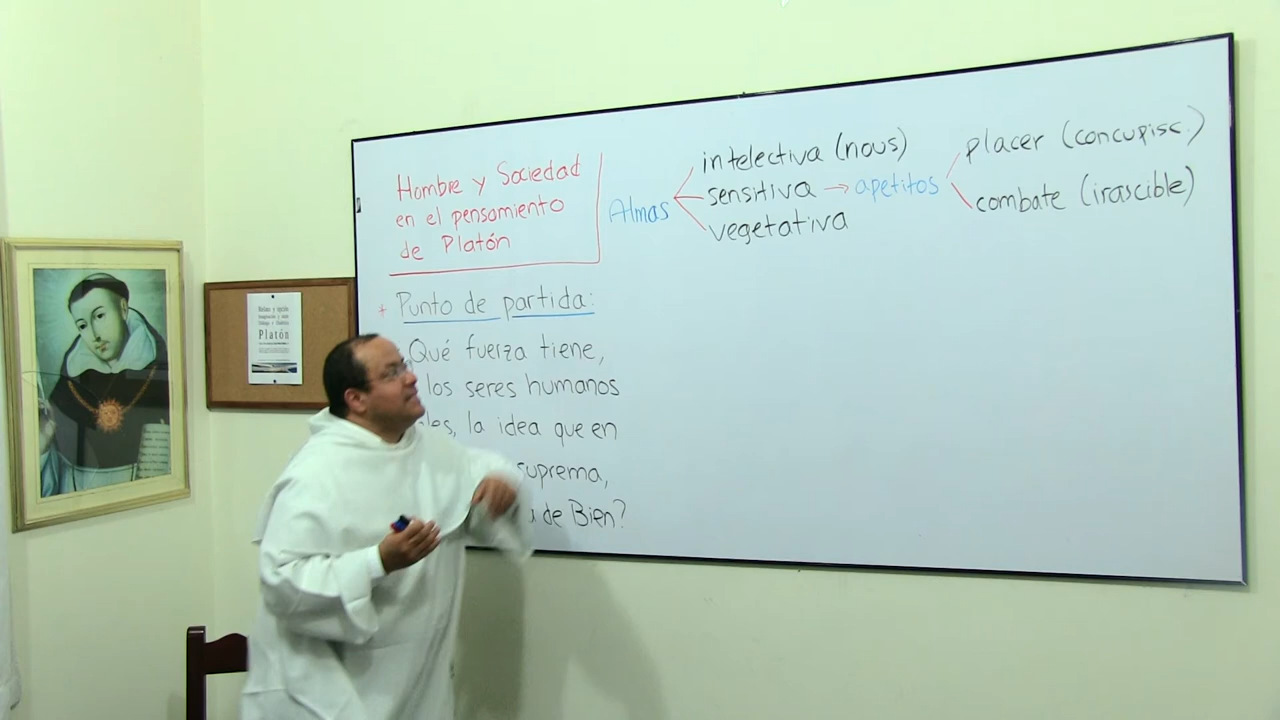 Hombre y Sociedad
en el pensamiento
de Platón
Almas
intelectiva (nous)
sensitiva → apetitos
vegetativa
placer (concupisc.)
combate (irascible)
+ Punto de partida:
¿Qué fuerza tiene,
los seres humanos
la idea que en
suprema,
de Bien?
Platón